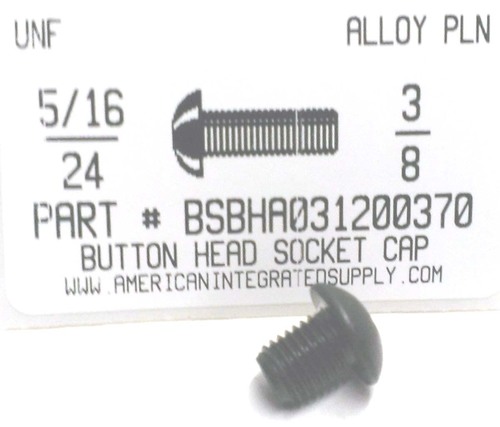 UNF ALLOY PLN
5/16 3
24 8
PART # BSBHA031200370
BUTTON HEAD SOCKET CAP
WWW.AMERICANINTEGRATEDSUPPLY.COM